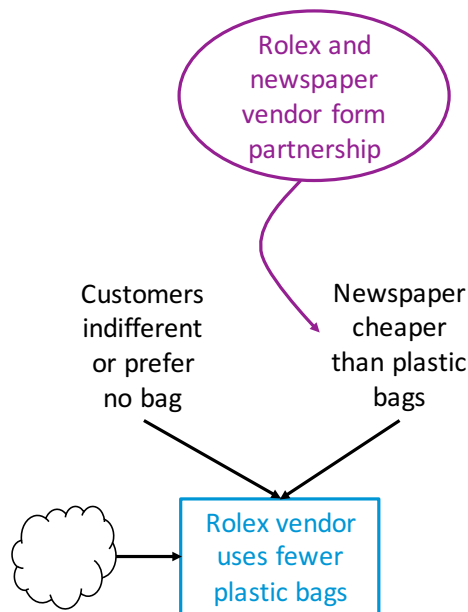 Rolex and
newspaper
vendor form
partnership
Customers
indifferent
or prefer
no bag
Newspaper
cheaper
than plastic
bags
Rolex vendor
uses fewer
plastic bags